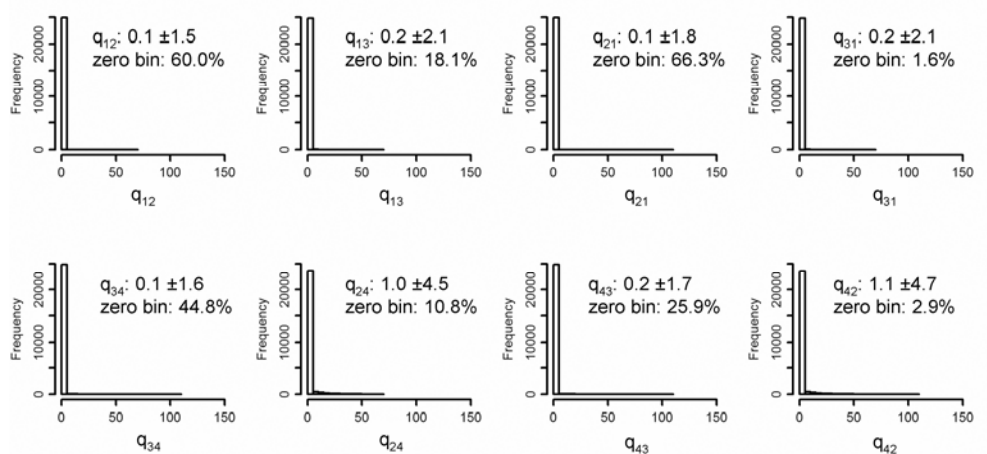 q12: 0.1 ±1.5
zero bin: 60.0%
Frequency
0 10000 20000
0 50 100 150
q12
q13: 0.2 ±2.1
zero bin: 18.1%
Frequency
0 10000 20000
0 50 100 150
q13
q21: 0.1 ±1.8
zero bin: 66.3%
Frequency
0 10000 20000
0 50 100 150
q21
q31: 0.2 ±2.1
zero bin: 1.6%
Frequency
0 10000 20000
0 50 100 150
q31
q34: 0.1 ±1.6
zero bin: 44.8%
Frequency
0 10000 20000
0 50 100 150
q34
q24: 1.0 ±4.5
zero bin: 10.8%
Frequency
0 10000 20000
0 50 100 150
q24
q43: 0.2 ±1.7
zero bin: 25.9%
Frequency
0 10000 20000
0 50 100 150
q43
q42: 1.1 ±4.7
zero bin: 2.9%
Frequency
0 10000 20000
0 50 100 150
q42